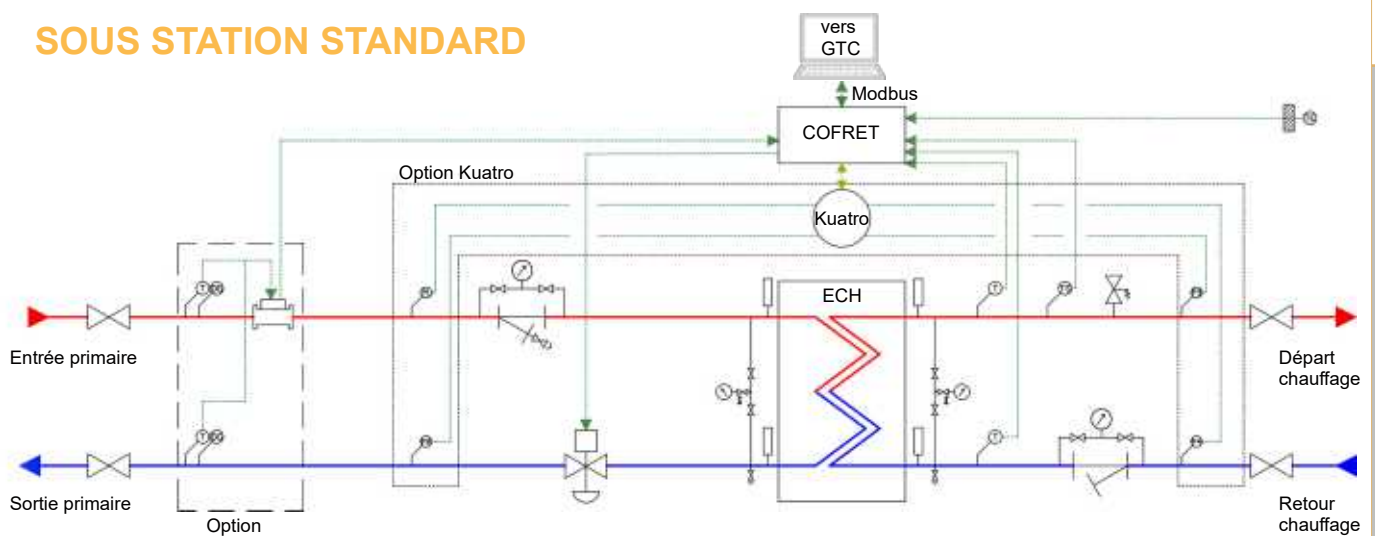 SOUS STATION STANDARD
vers
GTC
Modbus
COFRET
Option Kuatro
Kuatro
ECH
T
T
Entrée primaire
Départ
chauffage
T
T
Sortie primaire
Option
Retour
chauffage